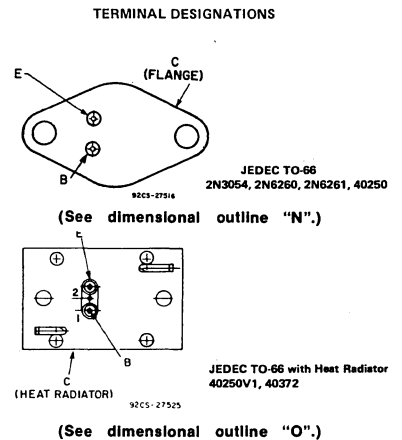 TERMINAL DESIGNATIONS
C
(FLANGE)
E
B
92CS-27516
JEDEC TO-66
2N3054, 2N6260, 2N6261, 40250
(See dimensional outline "N".)
E
2
1
B
C
(HEAT RADIATOR)
92CS-27525
JEDEC TO-66 with Heat Radiator
40250V1, 40372
(See dimensional outline "O".)